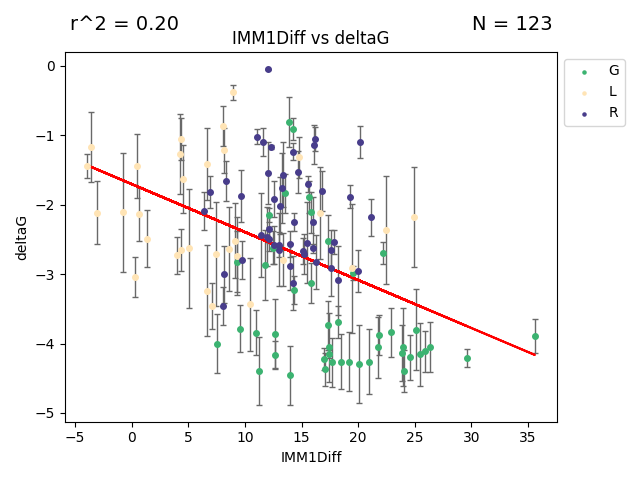 r^2 = 0.20 N = 123
IMM1Diff vs deltaG
G
L
R
deltaG
0
−1
−2
−3
−4
−5
−5 0 5 10 15 20 25 30 35
IMM1Diff